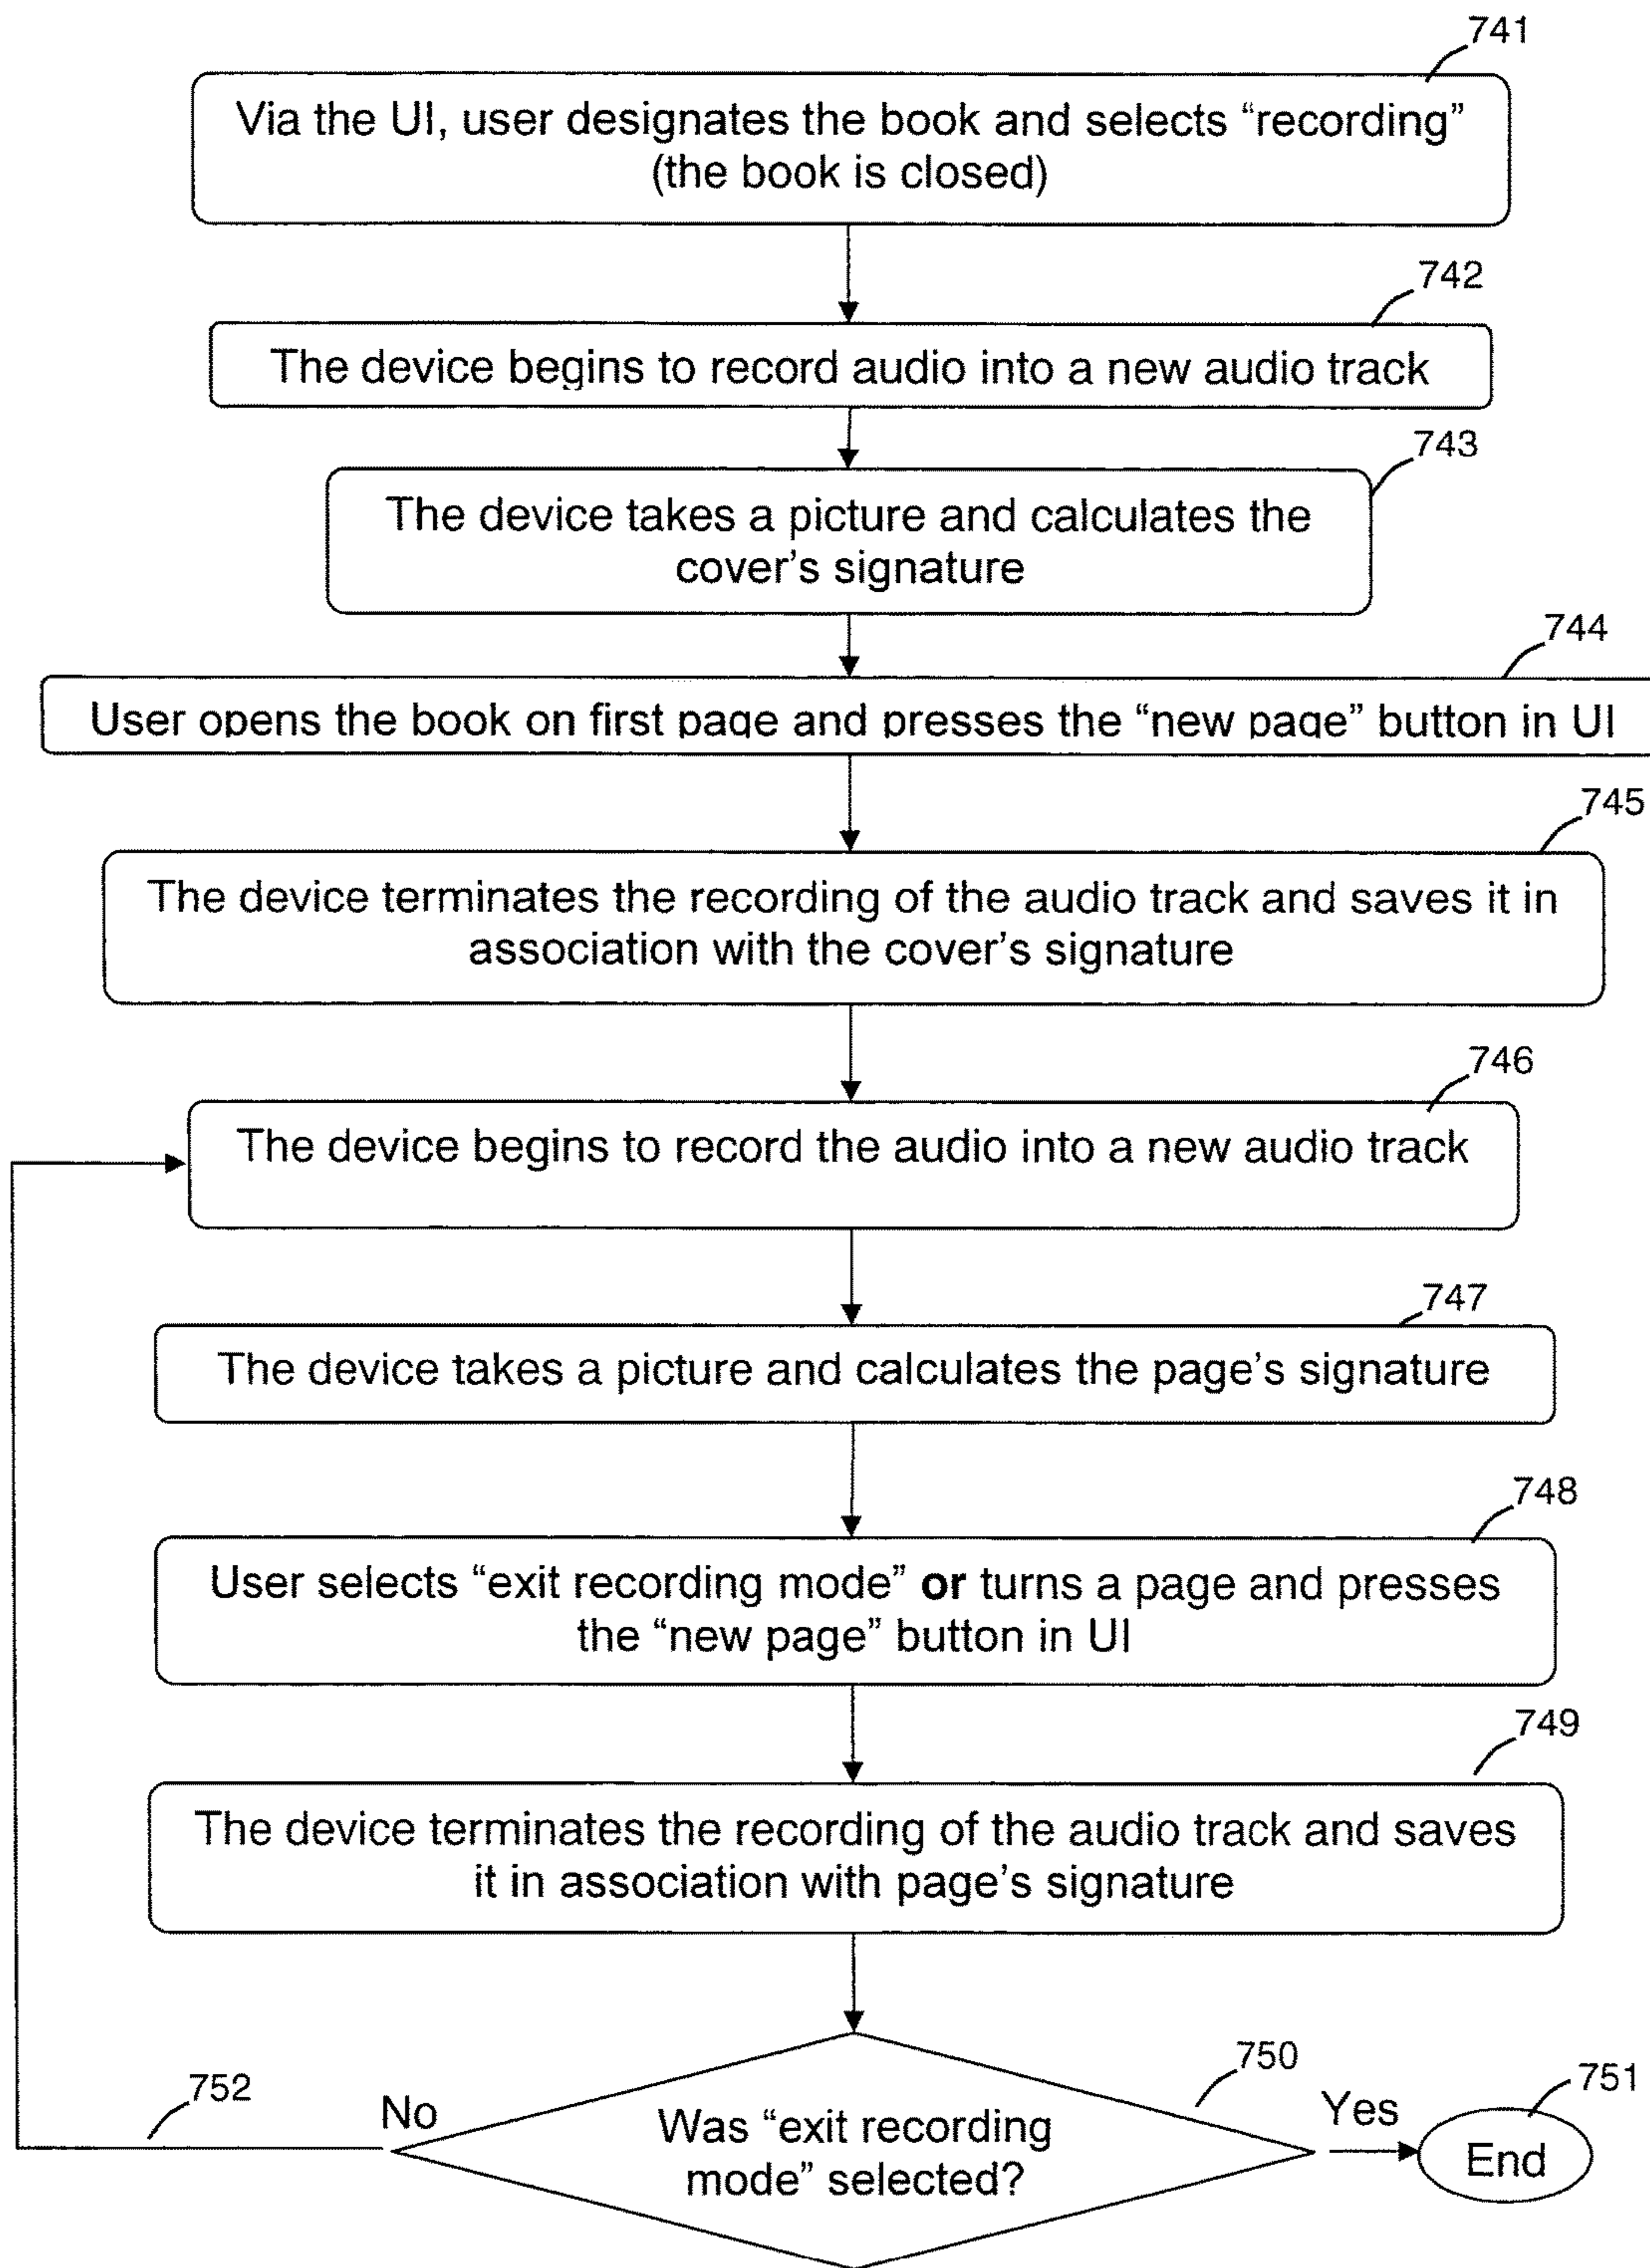 741
Via the UI, user designates the book and selects “recording”
(the book is closed)
742
The device begins to record audio into a new audio track
743
The device takes a picture and calculates the
cover’s signature
744
User opens the book on first page and presses the “new page” button in UI
745
The device terminates the recording of the audio track and saves it in
association with the cover’s signature
746
The device begins to record the audio into a new audio track
747
The device takes a picture and calculates the page’s signature
748
User selects “exit recording mode” or turns a page and presses
the “new page” button in UI
749
The device terminates the recording of the audio track and saves
it in association with page’s signature
752
No
Was “exit recording
mode” selected?
750
Yes
751
End